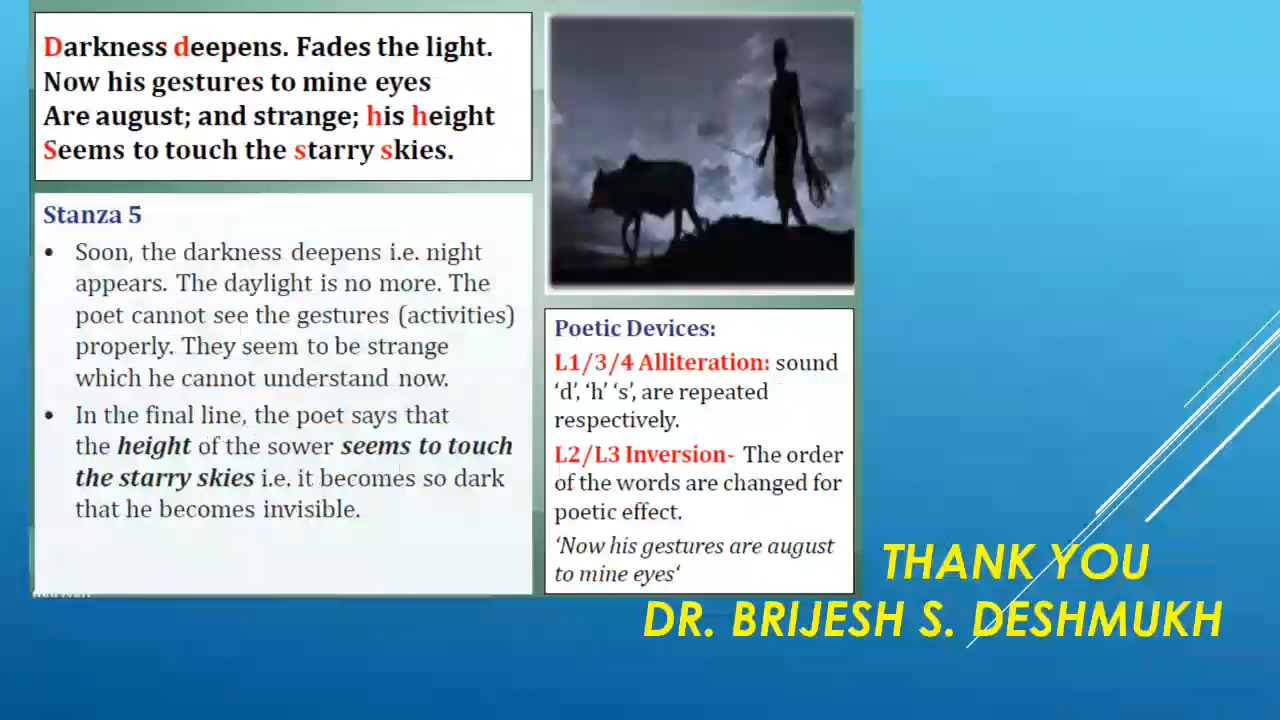 Darkness deepens. Fades the light.
Now his gestures to mine eyes
Are august; and strange; his height
Seems to touch the starry skies.
Stanza 5
• Soon, the darkness deepens i.e. night
appears. The daylight is no more. The
poet cannot see the gestures (activities)
properly. They seem to be strange
which he cannot understand now.
• In the final line, the poet says that
the height of the sower seems to touch
the starry skies i.e. it becomes so dark
that he becomes invisible.
Poetic Devices:
L1/3/4 Alliteration: sound
‘d’, ‘h’ ‘s’, are repeated
respectively.
L2/L3 Inversion- The order
of the words are changed for
poetic effect.
‘Now his gestures are august
to mine eyes‘
THANK YOU
DR. BRIJESH S. DESHMUKH